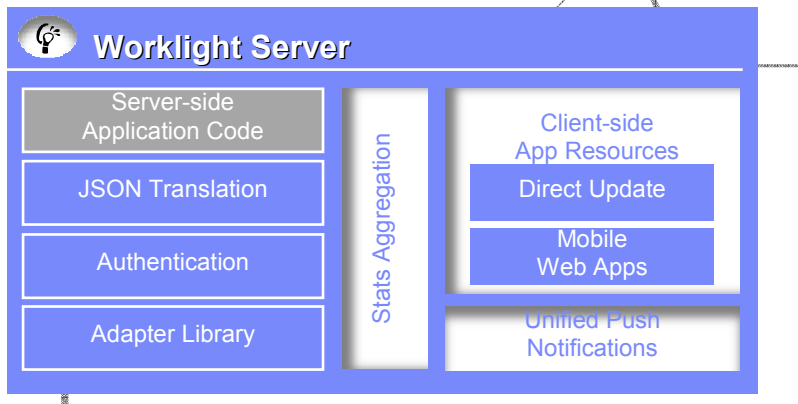 Worklight Server
Server-side
Application Code
JSON Translation
Authentication
Adapter Library
Stats Aggregation
Client-side
App Resources
Direct Update
Mobile
Web Apps
Unified Push
Notifications